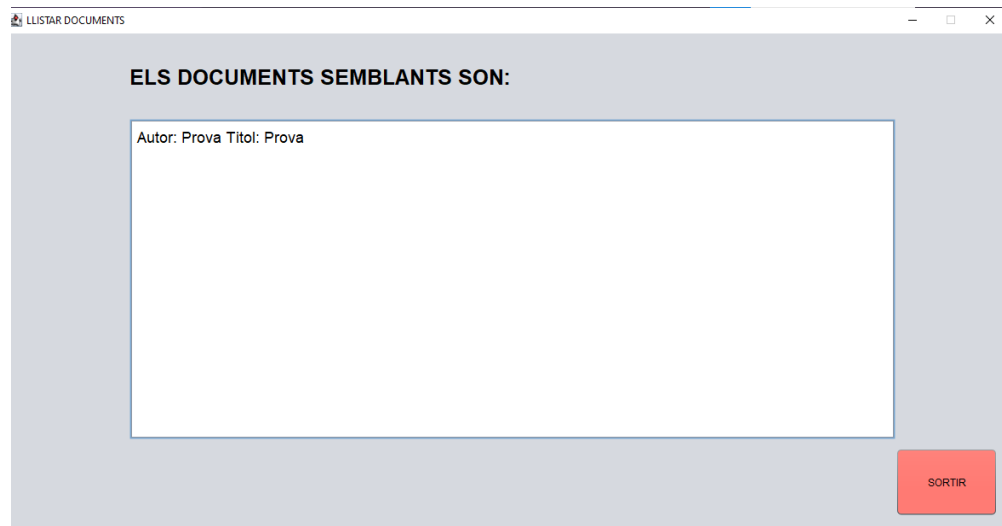 LLISTAR DOCUMENTS
ELS DOCUMENTS SEMBLANTS SON:
Autor: Prova Titol: Prova
SORTIR